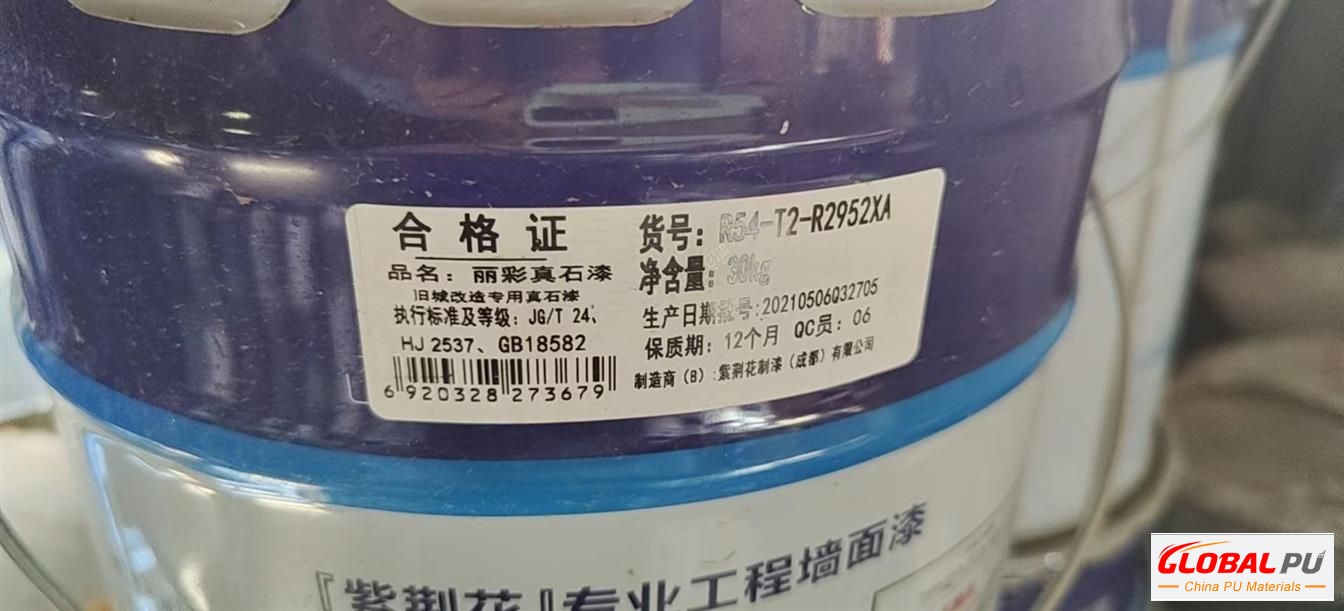 合格证
品名：丽彩真石漆
旧城改造专用真石漆
执行标准及等级：JG/T 24、
HJ 2537、GB18582
6 920328 273679
货号：R54-T2-R2952XA
净含量：30kg
生产日期批号:20210506Q32705
保质期：12个月 QC员：06
制造商（B）:紫荆花制漆（成都）有限公司
『紫荆花』专业工程墙面漆
GLOBAL PU
China PU Materials